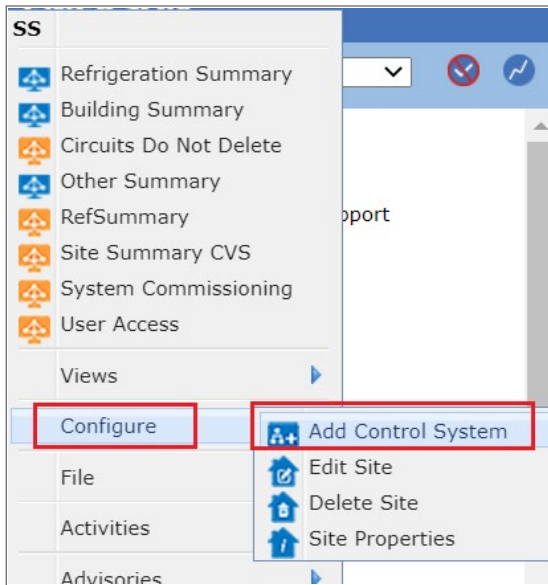 SS
Refrigeration Summary
Building Summary
Circuits Do Not Delete
Other Summary
RefSummary
Site Summary CVS
System Commissioning
User Access
Views
Configure
Add Control System
File
Edit Site
Delete Site
Activities
Site Properties
Advisories